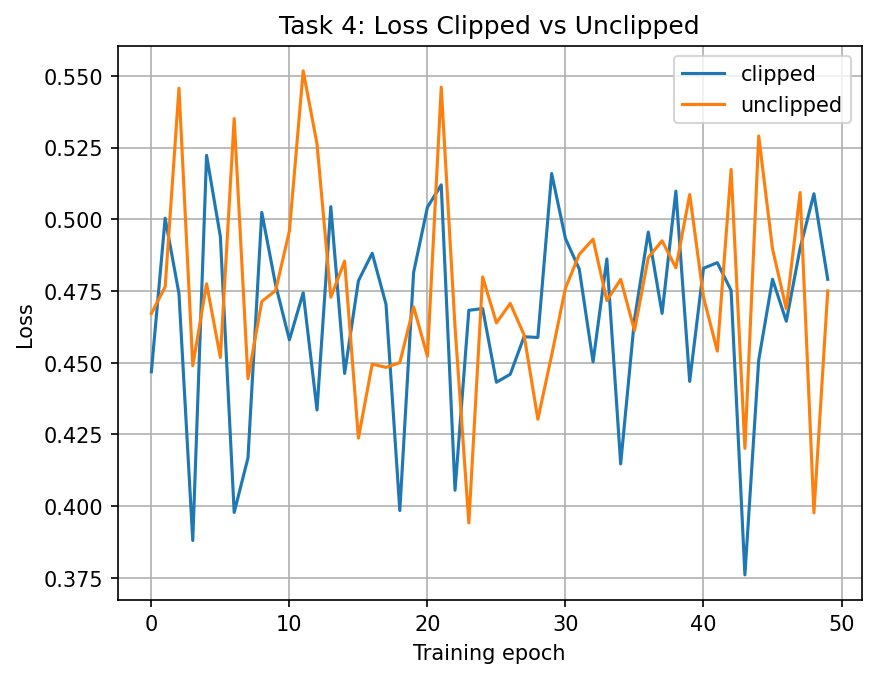 Task 4: Loss Clipped vs Unclipped
clipped
unclipped
Loss
0.550
0.525
0.500
0.475
0.450
0.425
0.400
0.375
0 10 20 30 40 50
Training epoch